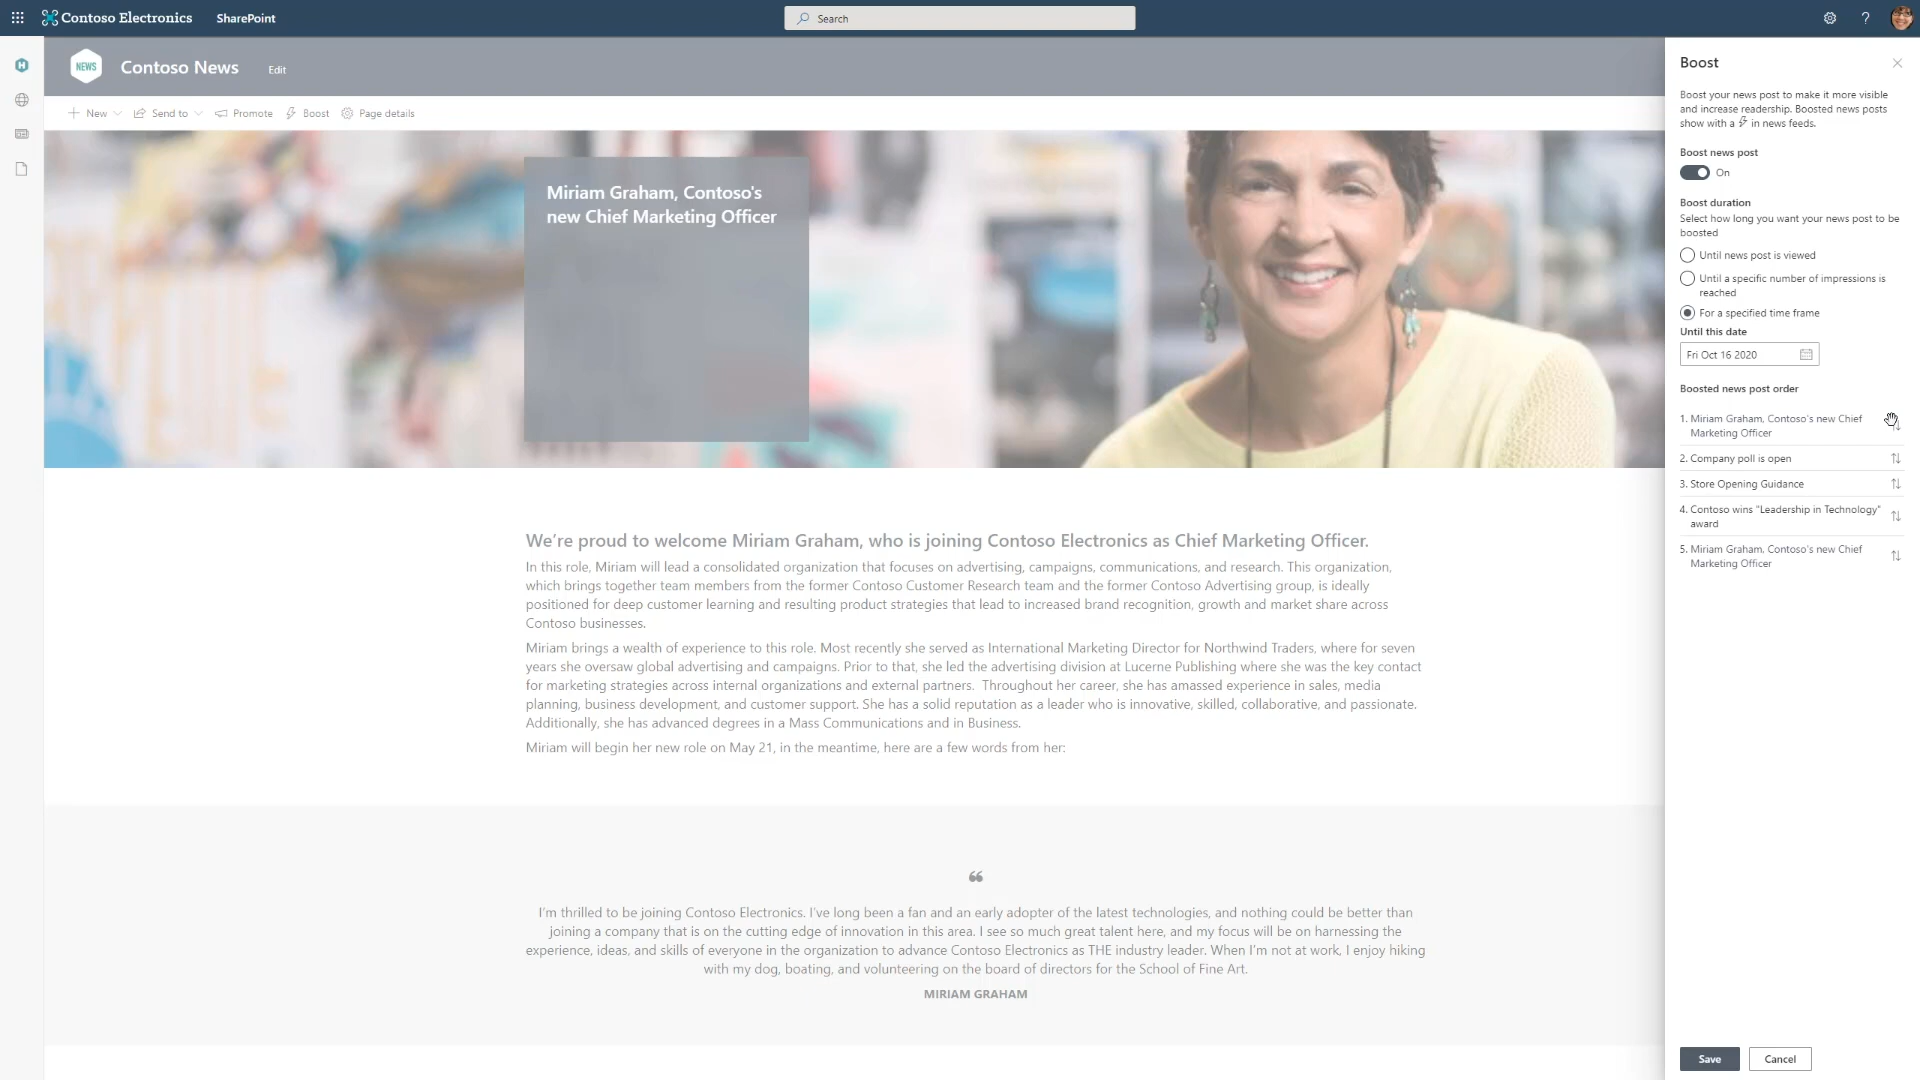 Contoso Electronics
SharePoint
Search
NEWS
Contoso News
Edit
New
Send to
Promote
Boost
Page details
Miriam Graham, Contoso's
new Chief Marketing Officer
We're proud to welcome Miriam Graham, who is joining Contoso Electronics as Chief Marketing Officer.
In this role, Miriam will lead a consolidated organization that focuses on advertising, campaigns, communications, and research. This organization,
which brings together team members from the former Contoso Customer Research team and the former Contoso Advertising group, is ideally
positioned for deep customer learning and resulting product strategies that lead to increased brand recognition, growth and market share across
Contoso businesses.
Miriam brings a wealth of experience to this role. Most recently she served as International Marketing Director for Northwind Traders, where for seven
years she oversaw global advertising and campaigns. Prior to that, she led the advertising division at Lucerne Publishing where she was the key contact
for marketing strategies across internal organizations and external partners.  Throughout her career, she has amassed experience in sales, media
planning, business development, and customer support. She has a solid reputation as a leader who is innovative, skilled, collaborative, and passionate.
Additionally, she has advanced degrees in a Mass Communications and in Business.
Miriam will begin her new role on May 21, in the meantime, here are a few words from her:
❝
I'm thrilled to be joining Contoso Electronics. I've long been a fan and an early adopter of the latest technologies, and nothing could be better than
joining a company that is on the cutting edge of innovation in this area. I see so much great talent here, and my focus will be on harnessing the
experience, ideas, and skills of everyone in the organization to advance Contoso Electronics as THE industry leader. When I'm not at work, I enjoy hiking
with my dog, boating, and volunteering on the board of directors for the School of Fine Art.
MIRIAM GRAHAM
Boost
Boost your news post to make it more visible
and increase readership. Boosted news posts
show with a in news feeds.
Boost news post
On
Boost duration
Select how long you want your news post to be
boosted
Until news post is viewed
Until a specific number of impressions is
reached
For a specified time frame
Until this date
Fri Oct 16 2020
Boosted news post order
1. Miriam Graham, Contoso's new Chief
Marketing Officer
2. Company poll is open
3. Store Opening Guidance
4. Contoso wins "Leadership in Technology"
award
5. Miriam Graham, Contoso's new Chief
Marketing Officer
Save
Cancel